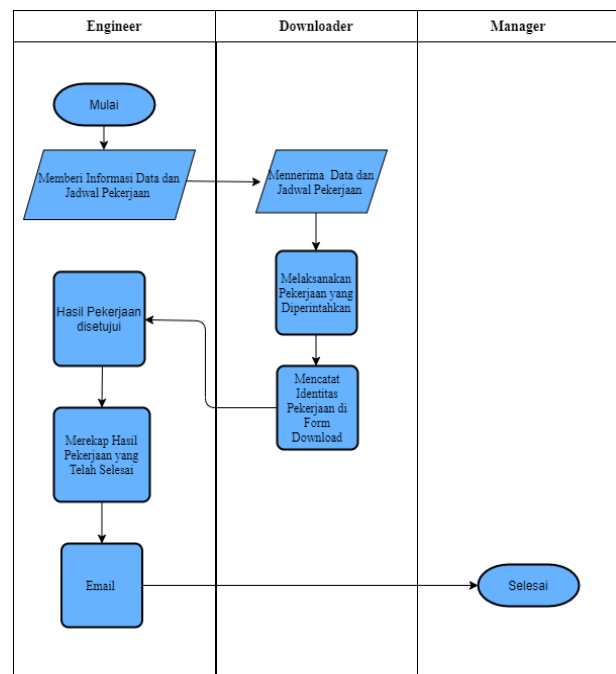 Engineer
Downloader
Manager
Mulai
Memberi Informasi Data dan
Jadwal Pekerjaan
Mennerima Data dan
Jadwal Pekerjaan
Melaksanakan
Pekerjaan yang
Diperintahkan
Hasil Pekerjaan
disetujui
Mencatat
Identitas
Pekerjaan di
Form
Download
Merekap Hasil
Pekerjaan yang
Telah Selesai
Email
Selesai